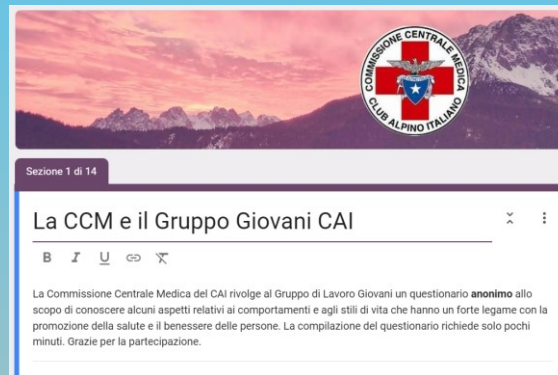 COMMISSIONE CENTRALE MEDICA
CLUB ALPINO ITALIANO
Sezione 1 di 14
La CCM e il Gruppo Giovani CAI
B I U
La Commissione Centrale Medica del CAI rivolge al Gruppo di Lavoro Giovani un questionario anonimo allo
scopo di conoscere alcuni aspetti relativi ai comportamenti e agli stili di vita che hanno un forte legame con la
promozione della salute e il benessere delle persone. La compilazione del questionario richiede solo pochi
minuti. Grazie per la partecipazione.